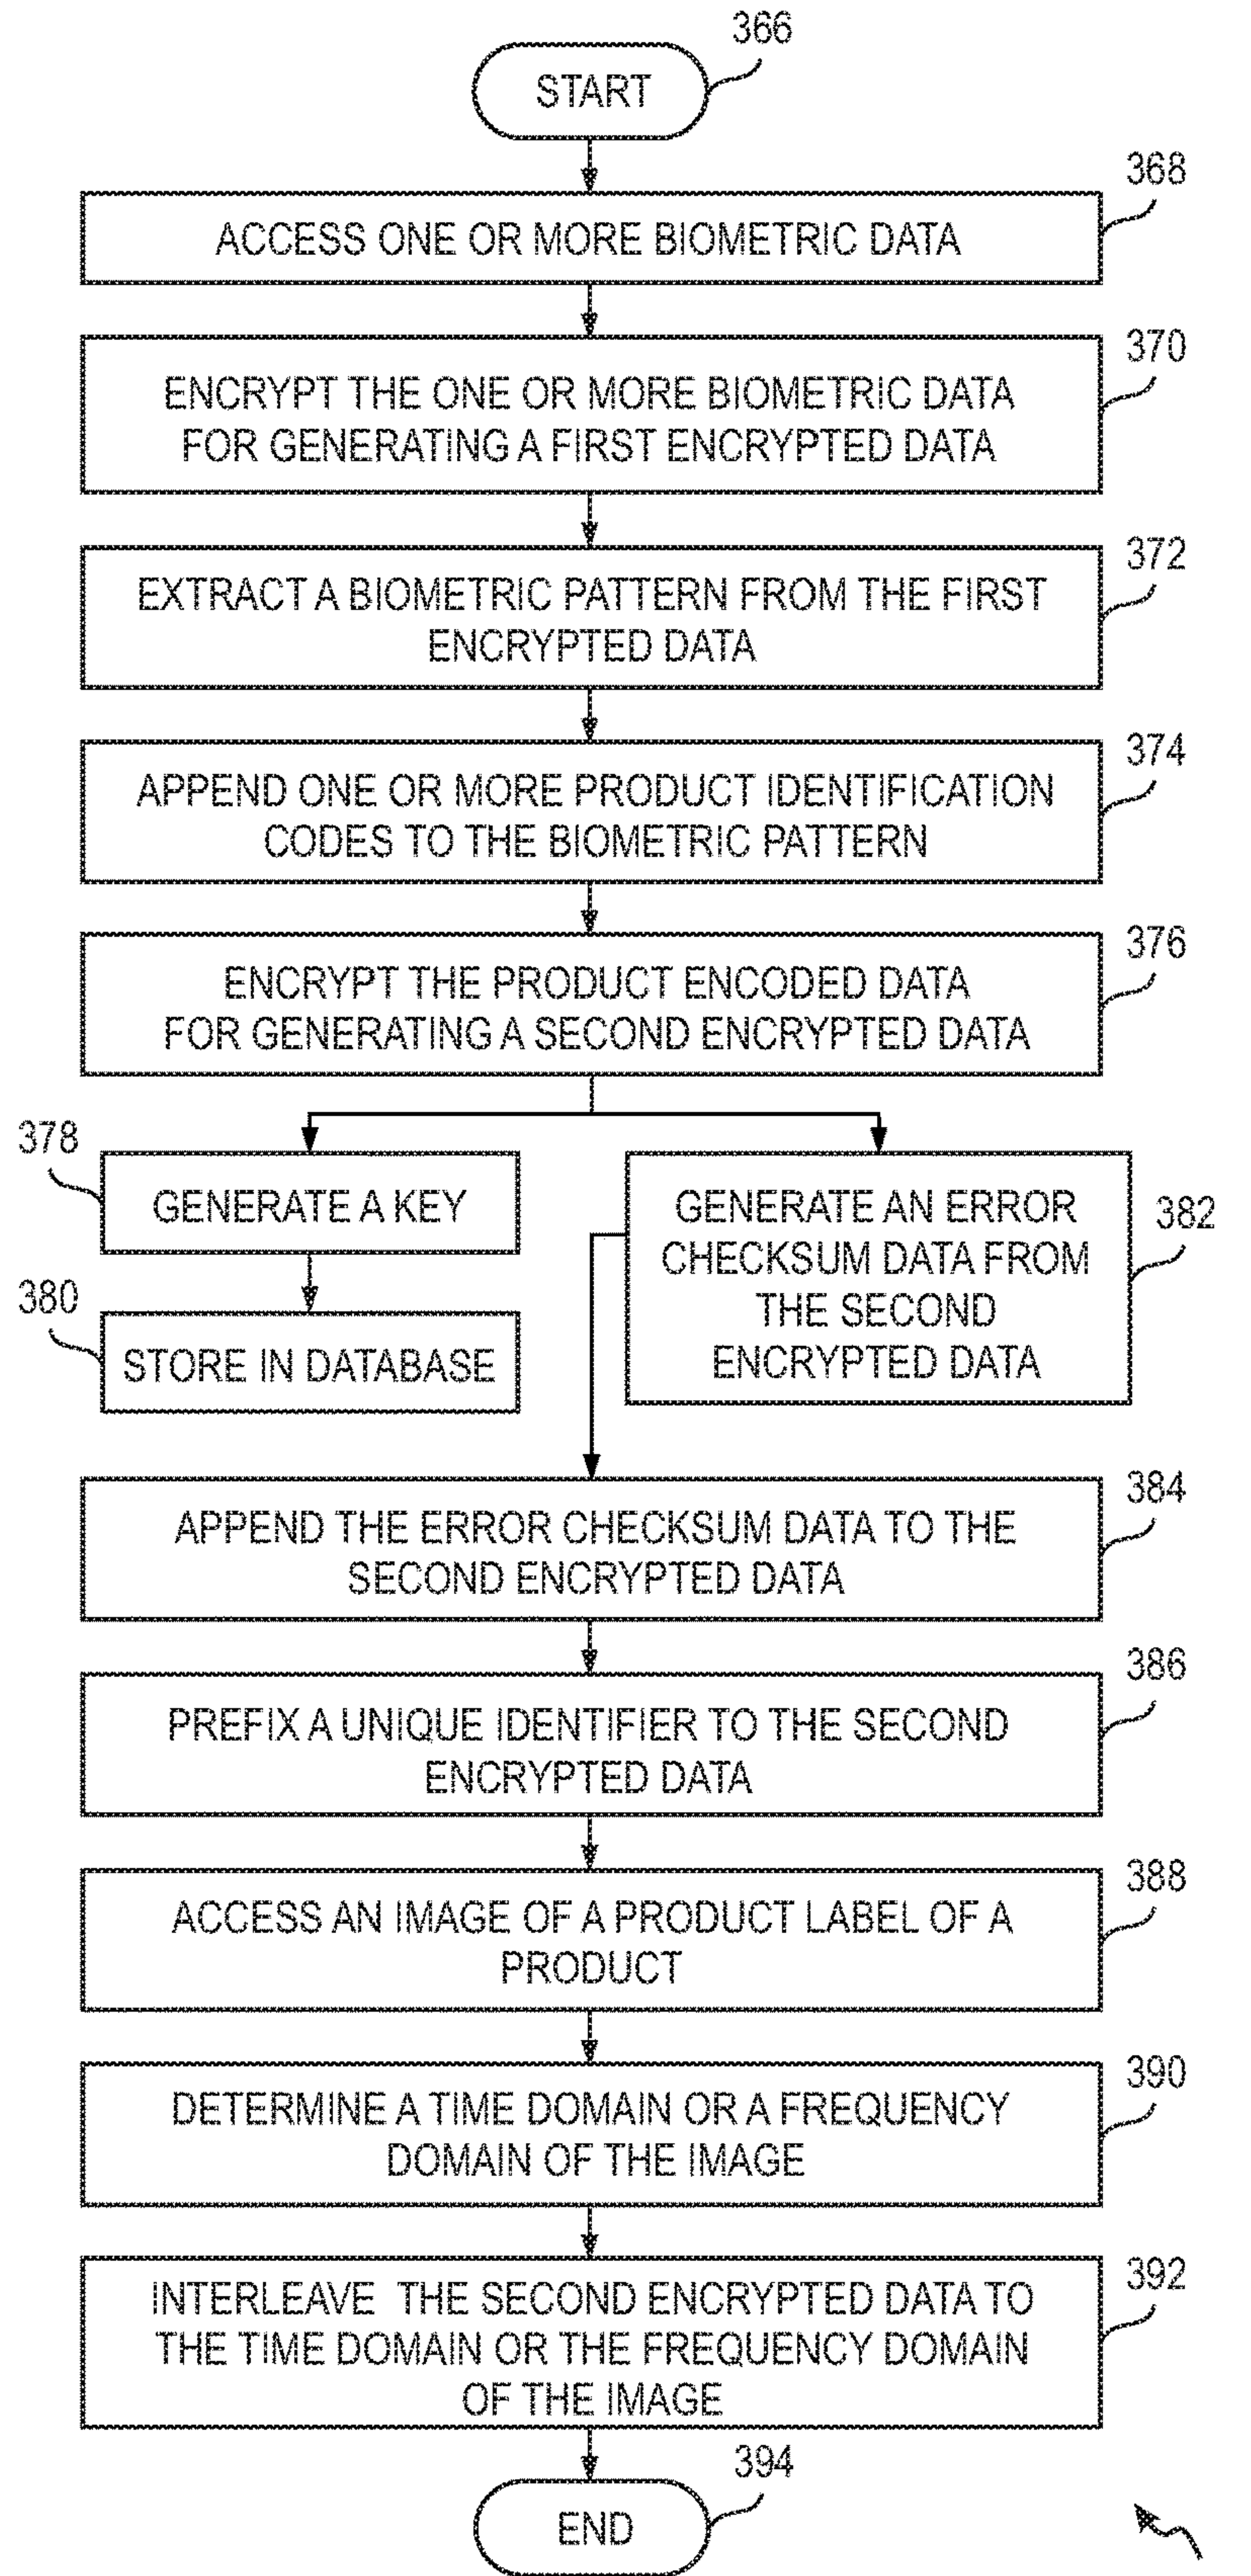 366
START
368
ACCESS ONE OR MORE BIOMETRIC DATA
370
ENCRYPT THE ONE OR MORE BIOMETRIC DATA
FOR GENERATING A FIRST ENCRYPTED DATA
372
EXTRACT A BIOMETRIC PATTERN FROM THE FIRST
ENCRYPTED DATA
374
APPEND ONE OR MORE PRODUCT IDENTIFICATION
CODES TO THE BIOMETRIC PATTERN
376
ENCRYPT THE PRODUCT ENCODED DATA
FOR GENERATING A SECOND ENCRYPTED DATA
378
GENERATE A KEY
380
STORE IN DATABASE
382
GENERATE AN ERROR
CHECKSUM DATA FROM
THE SECOND
ENCRYPTED DATA
384
APPEND THE ERROR CHECKSUM DATA TO THE
SECOND ENCRYPTED DATA
386
PREFIX A UNIQUE IDENTIFIER TO THE SECOND
ENCRYPTED DATA
388
ACCESS AN IMAGE OF A PRODUCT LABEL OF A
PRODUCT
390
DETERMINE A TIME DOMAIN OR A FREQUENCY
DOMAIN OF THE IMAGE
392
INTERLEAVE THE SECOND ENCRYPTED DATA TO
THE TIME DOMAIN OR THE FREQUENCY DOMAIN
OF THE IMAGE
394
END